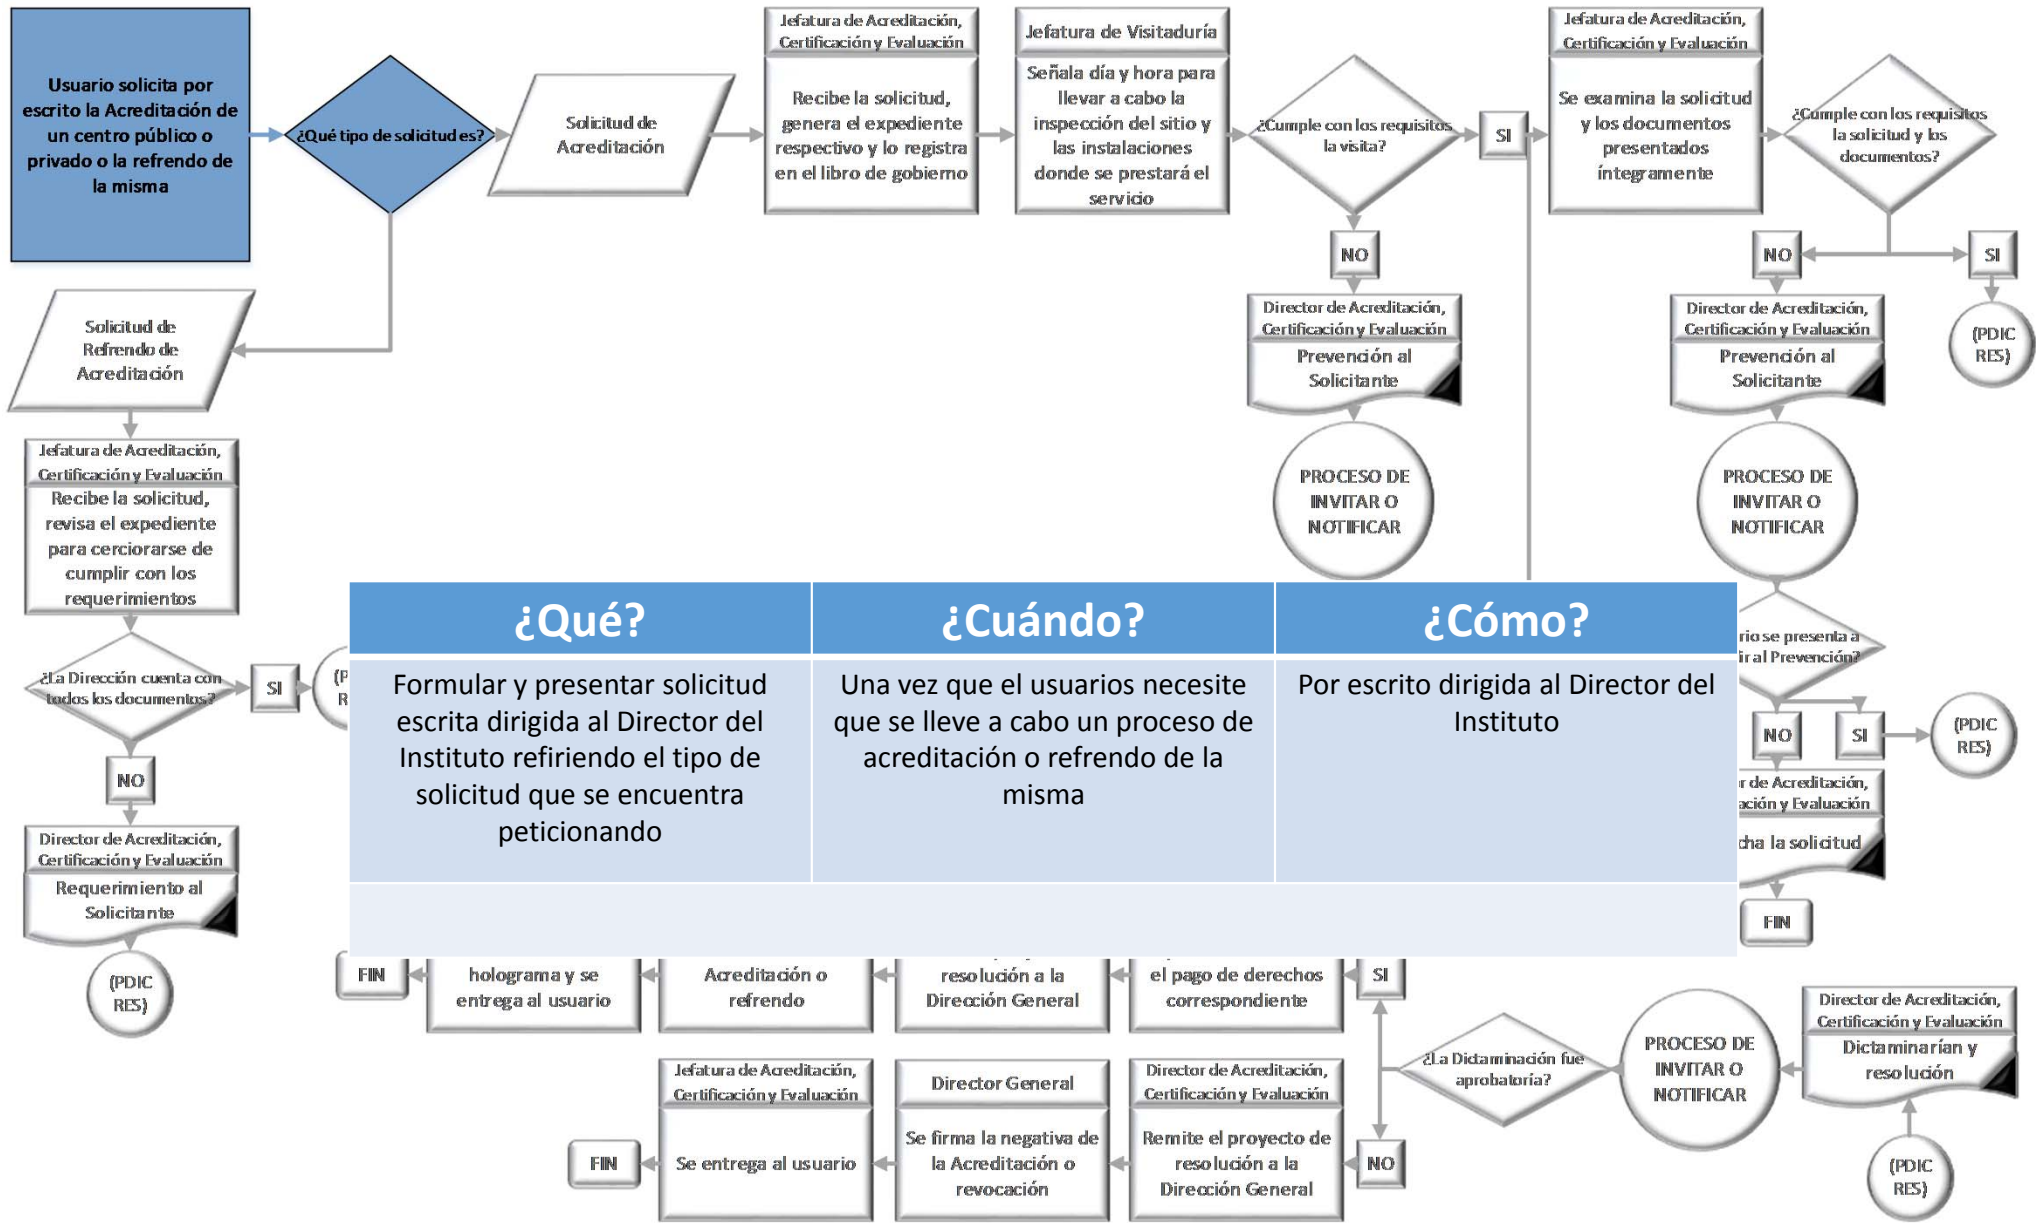 Usuario solicita por
escrito la Acreditación de
un centro público o
privado o la refrendo de
la misma
¿Qué tipo de solicitud es?
Solicitud de
Acreditación
Jefatura de Acreditación,
Certificación y Evaluación
Recibe la solicitud,
genera el expediente
respectivo y lo registra
en el libro de gobierno
Jefatura de Visitaduría
Señala día y hora para
llevar a cabo la
inspección del sitio y
las instalaciones
donde se prestará el
servicio
¿Cumple con los requisitos
la visita?
SI
Jefatura de Acreditación,
Certificación y Evaluación
Se examina la solicitud
y los documentos
presentados
íntegramente
¿Cumple con los requisitos
la solicitud y los
documentos?
NO
Director de Acreditación,
Certificación y Evaluación
Prevención al
Solicitante
PROCESO DE
INVITAR O
NOTIFICAR
NO
SI
(PDIC
RES)
Director de Acreditación,
Certificación y Evaluación
Prevención al
Solicitante
PROCESO DE
INVITAR O
NOTIFICAR
Solicitud de
Refrendo de
Acreditación
Jefatura de Acreditación,
Certificación y Evaluación
Recibe la solicitud,
revisa el expediente
para cerciorarse de
cumplir con los
requerimientos
¿La Dirección cuenta con
todos los documentos?
SI
NO
Director de Acreditación,
Certificación y Evaluación
Requerimiento al
Solicitante
(PDIC
RES)
¿Qué?
¿Cuándo?
¿Cómo?
Formular y presentar solicitud
escrita dirigida al Director del
Instituto refiriendo el tipo de
solicitud que se encuentra
peticionando
Una vez que el usuarios necesite
que se lleve a cabo un proceso de
acreditación o refrendo de la
misma
Por escrito dirigida al Director del
Instituto
se presenta a
al Prevención?
NO
SI
(PDIC
RES)
de Acreditación,
y Evaluación
la solicitud
FIN
FIN
holograma y se
entrega al usuario
Acreditación o
refrendo
resolución a la
Dirección General
el pago de derechos
correspondiente
SI
¿La Dictaminación fue
aprobatoría?
PROCESO DE
INVITAR O
NOTIFICAR
Director de Acreditación,
Certificación y Evaluación
Dictaminarían y
resolución
(PDIC
RES)
NO
Director de Acreditación,
Certificación y Evaluación
Remite el proyecto de
resolución a la
Dirección General
Director General
Se firma la negativa de
la Acreditación o
revocación
Jefatura de Acreditación,
Certificación y Evaluación
Se entrega al usuario
FIN